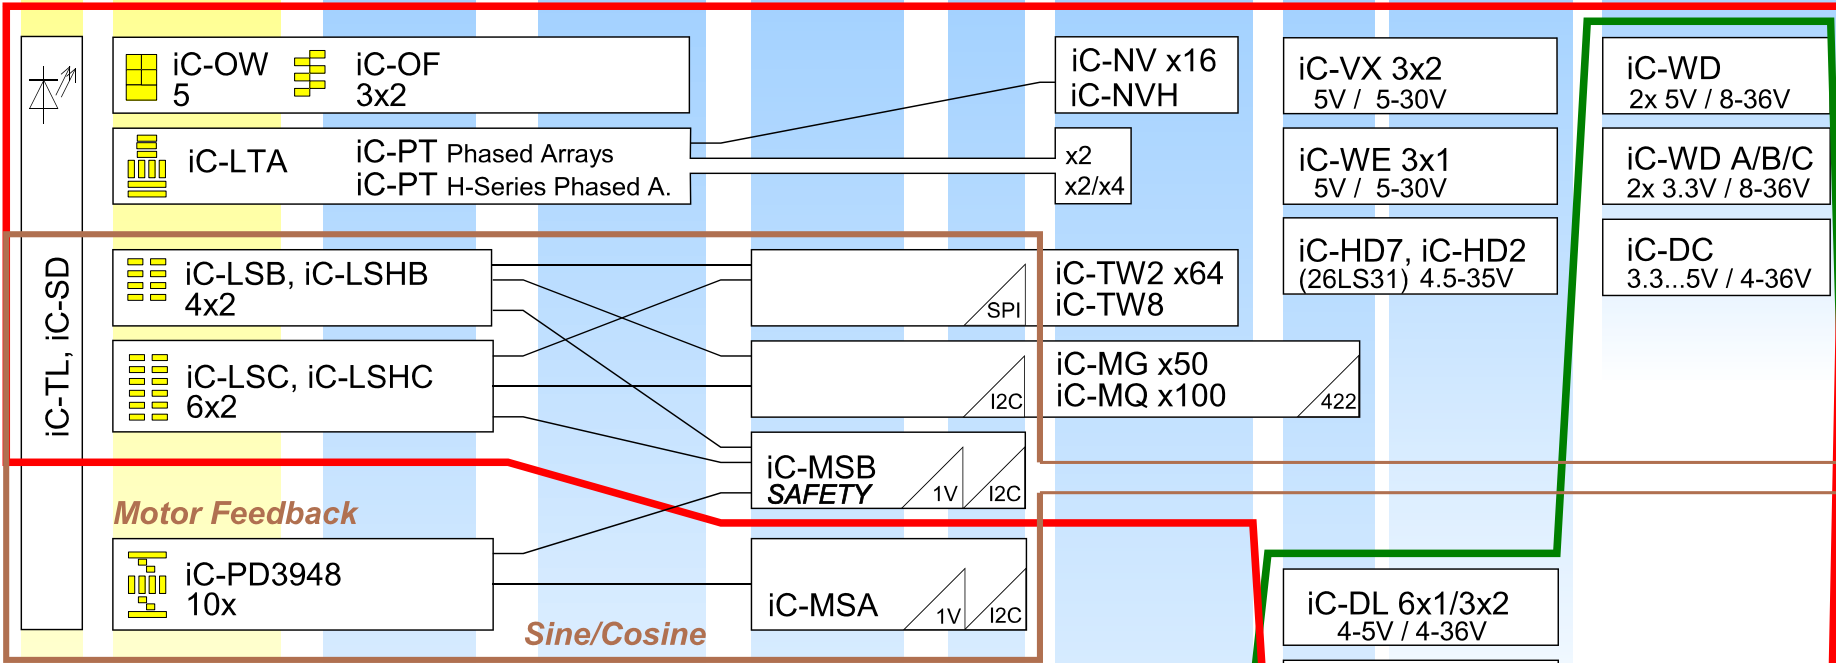 iC-TL, iC-SD
iC-OW
5
iC-OF
3x2
iC-LTA
iC-PT Phased Arrays
iC-PT H-Series Phased A.
iC-NV x16
iC-NVH
x2
x2/x4
iC-VX 3x2
5V / 5-30V
iC-WE 3x1
5V / 5-30V
iC-HD7, iC-HD2
(26LS31) 4.5-35V
iC-WD
2x 5V / 8-36V
iC-WD A/B/C
2x 3.3V / 8-36V
iC-DC
3.3...5V / 4-36V
iC-LSB, iC-LSHB
4x2
SPI
iC-TW2 x64
iC-TW8
iC-LSC, iC-LSHC
6x2
I2C
iC-MG x50
iC-MQ x100
422
iC-MSB
SAFETY
1V
I2C
Motor Feedback
iC-PD3948
10x
iC-MSA
1V
I2C
Sine/Cosine
iC-DL 6x1/3x2
4-5V / 4-36V